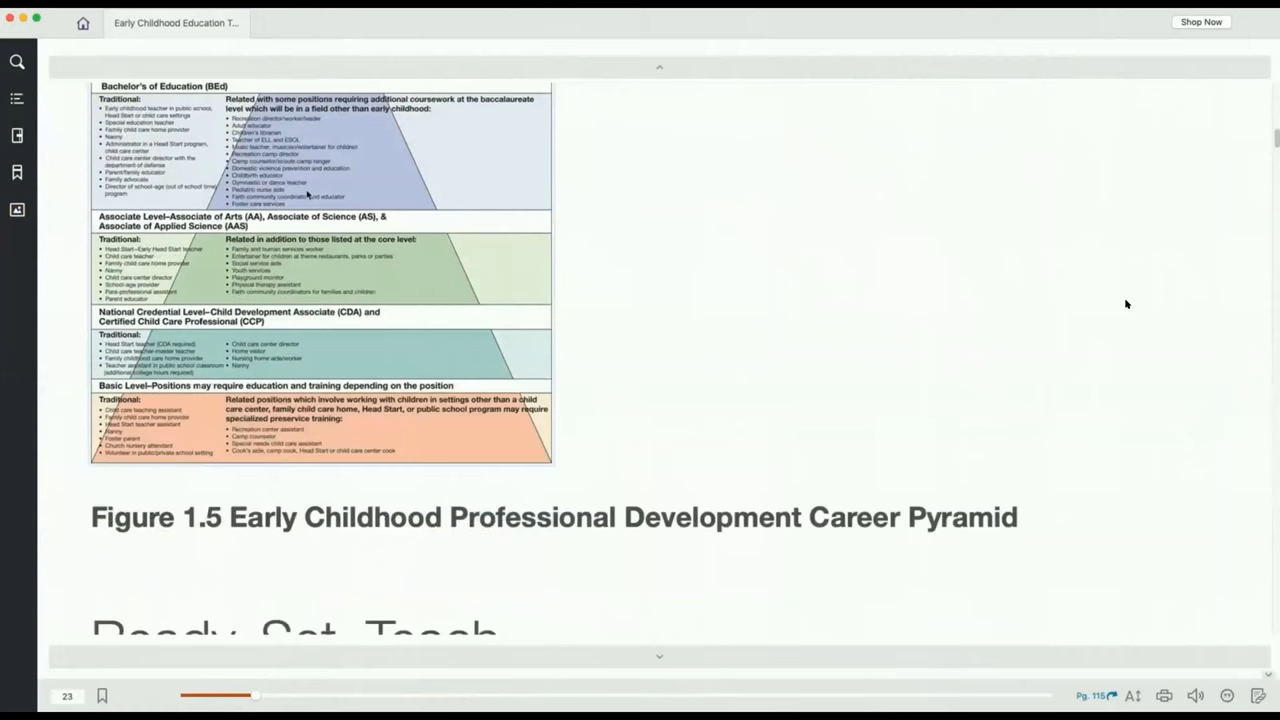 Early Childhood Education T...
Shop Now
Bachelor's of Education (BEd)
Traditional:
• Early childhood teacher in public school,
Head Start or child care settings
• Special education teacher
• Family child care home provider
• Nanny
• Administrator in a Head Start program,
child care center
• Child care center director with the
department of defense
• Parent/family educator
• Family advocate
• Director of school-age (out of school time)
program
Related with some positions requiring additional coursework at the baccalaureate
level which will be in a field other than early childhood:
• Recreation director/worker/leader
• Adult educator
• Children's librarian
• Teacher of ELL and ESOL
• Music teacher, musician/entertainer for children
• Recreation camp director
• Camp counselor/scouts camp ranger
• Domestic violence prevention and education
• Childbirth educator
• Gymnastic or dance teacher
• Pediatric nurse aide
• Faith community coordinator and educator
• Foster care services
Associate Level–Associate of Arts (AA), Associate of Science (AS), &
Associate of Applied Science (AAS)
Traditional:
• Head Start–Early Head Start teacher
• Child care teacher
• Family child care home provider
• Nanny
• Child care center director
• School-age provider
• Para-professional assistant
• Parent educator
Related in addition to those listed at the core level:
• Family and human services worker
• Entertainer for children at theme restaurants, parks or parties
• Social service aide
• Youth services
• Playground monitor
• Physical therapy assistant
• Faith community coordinators for families and children
National Credential Level–Child Development Associate (CDA) and
Certified Child Care Professional (CCP)
Traditional:
• Head Start teacher (CDA required)
• Child care teacher-master teacher
• Family childhood care home provider
• Teacher assistant in public school classroom
(additional college hours required)
• Child care center director
• Home visitor
• Nursing home aide/worker
• Nanny
Basic Level–Positions may require education and training depending on the position
Traditional:
• Child care teaching assistant
• Family child care home provider
• Head Start teacher assistant
• Nanny
• Foster parent
• Church nursery attendant
• Volunteer in public/private school setting
Related positions which involve working with children in settings other than a child
care center, family child care home, Head Start, or public school program may require
specialized preservice training:
• Recreation center assistant
• Camp counselor
• Special needs child care assistant
• Cook's aide, camp cook, Head Start or child care center cook
Figure 1.5 Early Childhood Professional Development Career Pyramid
Ready, Set, Teach
23
Pg. 115